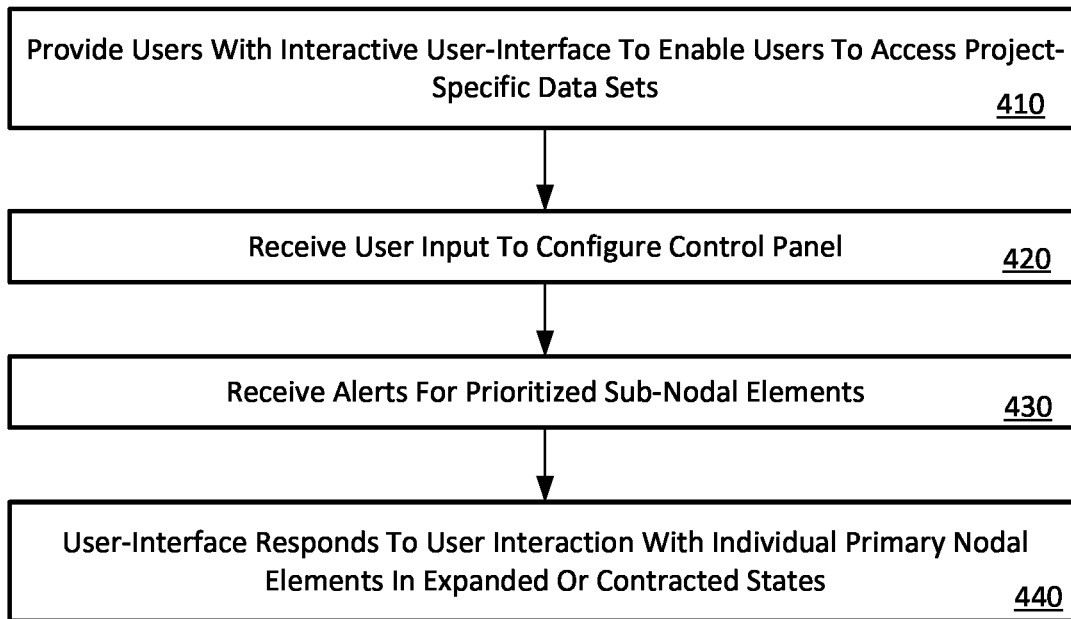 Provide Users With Interactive User-Interface To Enable Users To Access Project-
Specific Data Sets
410
Receive User Input To Configure Control Panel
420
Receive Alerts For Prioritized Sub-Nodal Elements
430
User-Interface Responds To User Interaction With Individual Primary Nodal
Elements In Expanded Or Contracted States
440